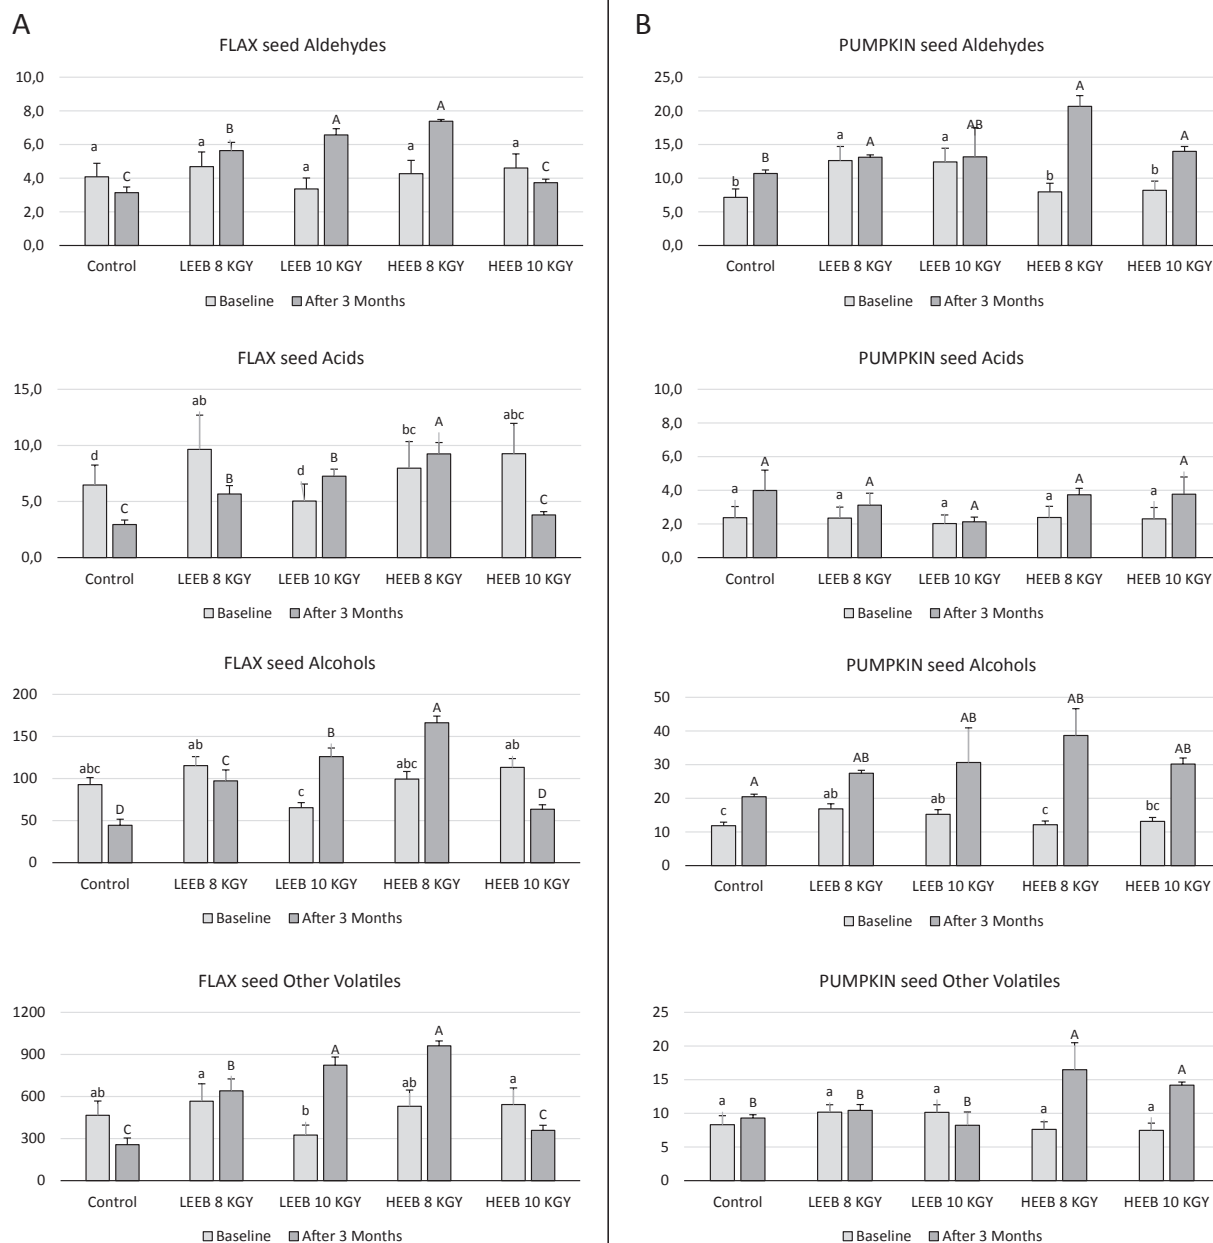 A
FLAX seed Aldehydes
10,0
8,0
6,0
4,0
2,0
0,0
a C a B a A a A a C
Control LEEB 8 KGY LEEB 10 KGY HEEB 8 KGY HEEB 10 KGY
Baseline After 3 Months
FLAX seed Acids
15,0
10,0
5,0
0,0
d C ab B d A bc A abc C
Control LEEB 8 KGY LEEB 10 KGY HEEB 8 KGY HEEB 10 KGY
Baseline After 3 Months
FLAX seed Alcohols
200
150
100
50
0
abc D ab C c B abc A ab D
Control LEEB 8 KGY LEEB 10 KGY HEEB 8 KGY HEEB 10 KGY
Baseline After 3 Months
FLAX seed Other Volatiles
1200
900
600
300
0
ab C a B b A ab A a C
Control LEEB 8 KGY LEEB 10 KGY HEEB 8 KGY HEEB 10 KGY
Baseline After 3 Months
B
PUMPKIN seed Aldehydes
25,0
20,0
15,0
10,0
5,0
0,0
b B a A a AB b A b A
Control LEEB 8 KGY LEEB 10 KGY HEEB 8 KGY HEEB 10 KGY
Baseline After 3 Months
PUMPKIN seed Acids
10,0
8,0
6,0
4,0
2,0
0,0
a A a A a A a A a A
Control LEEB 8 KGY LEEB 10 KGY HEEB 8 KGY HEEB 10 KGY
Baseline After 3 Months
PUMPKIN seed Alcohols
50
40
30
20
10
0
c A ab AB ab AB c AB bc AB
Control LEEB 8 KGY LEEB 10 KGY HEEB 8 KGY HEEB 10 KGY
Baseline After 3 Months
PUMPKIN seed Other Volatiles
25
20
15
10
5
0
a B a B a B a A a A
Control LEEB 8 KGY LEEB 10 KGY HEEB 8 KGY HEEB 10 KGY
Baseline After 3 Months